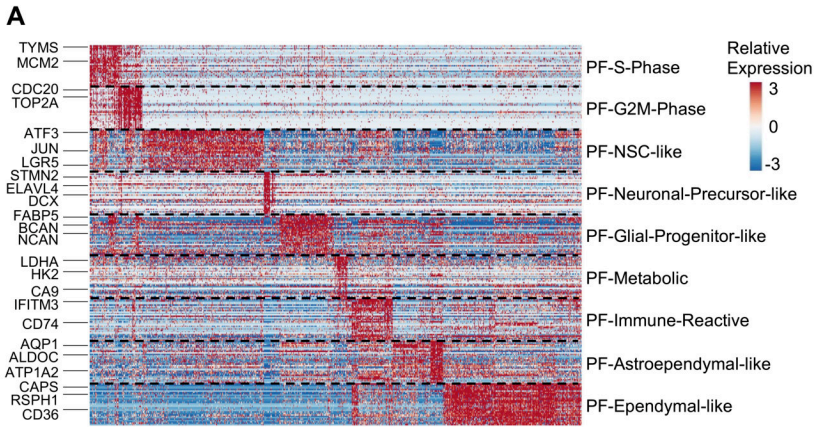 A
TYMS
MCM2
CDC20
TOP2A
ATF3
JUN
LGR5
STMN2
ELAVL4
DCX
FABP5
BCAN
NCAN
LDHA
HK2
CA9
IFITM3
CD74
AQP1
ALDOC
ATP1A2
CAPS
RSPH1
CD36
PF-S-Phase
PF-G2M-Phase
PF-NSC-like
PF-Neuronal-Precursor-like
PF-Glial-Progenitor-like
PF-Metabolic
PF-Immune-Reactive
PF-Astroependymal-like
PF-Ependymal-like
Relative
Expression
3
0
-3